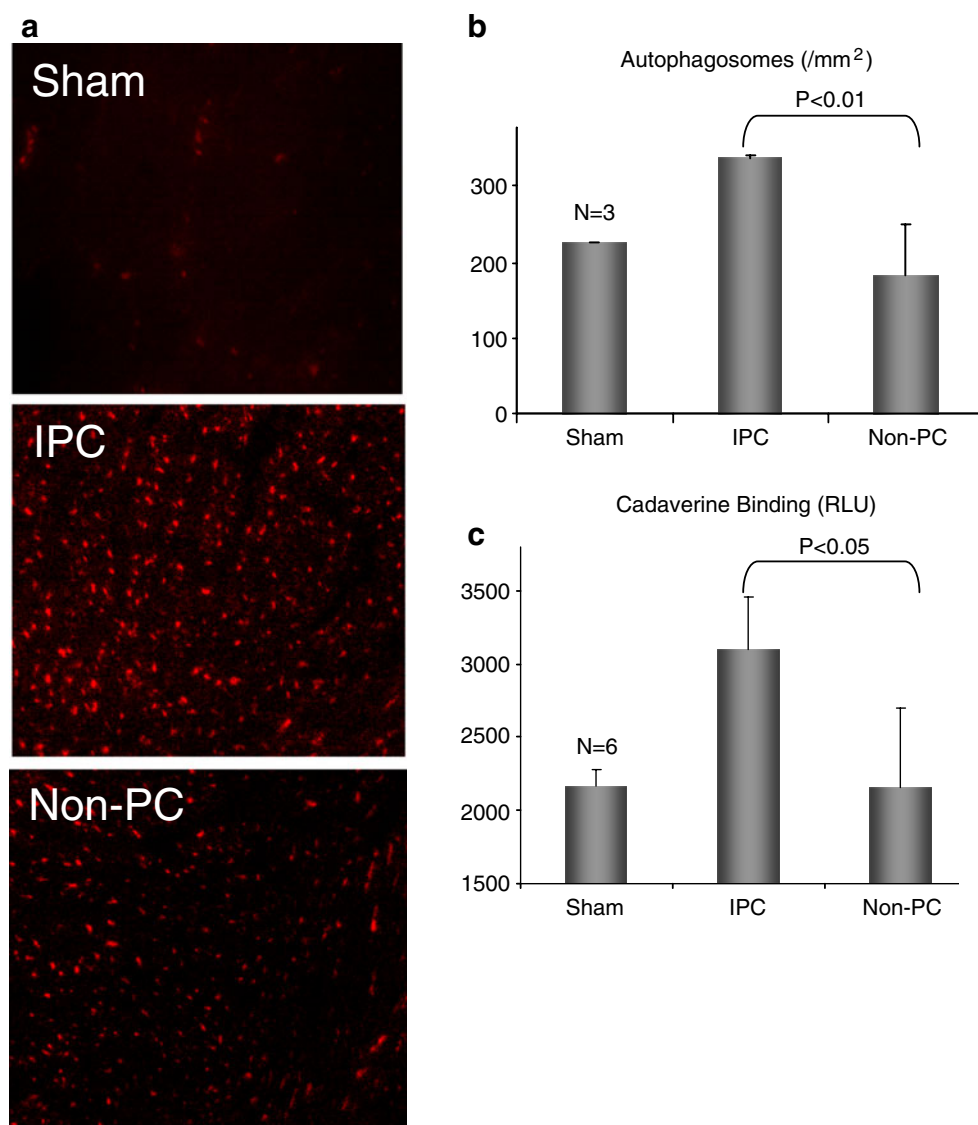 a
Sham
IPC
Non-PC
b
Autophagosomes (/mm²)
P<0.01
300
200
100
0
N=3
Sham IPC Non-PC
Cadaverine Binding (RLU)
c
P<0.05
3500
3000
2500
2000
1500
N=6
Sham IPC Non-PC